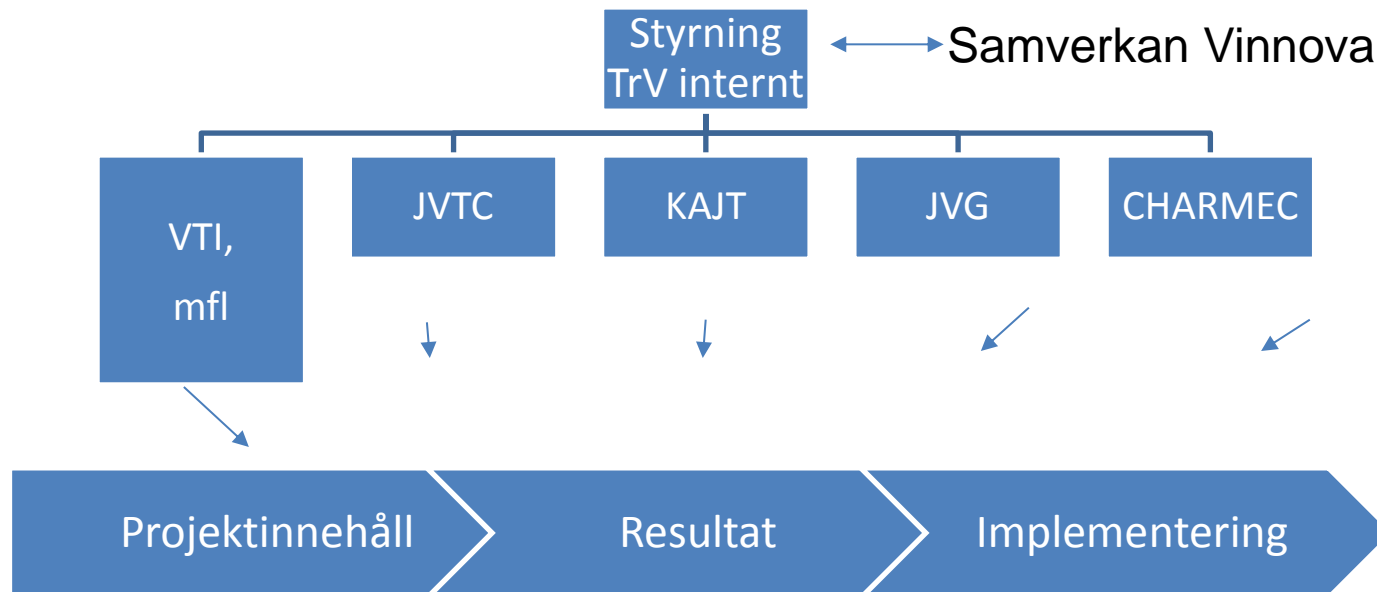 Styrning
TrV internt
Samverkan Vinnova
VTI,
mfl
JVTC
KAJT
JVG
CHARMEC
Projektinnehåll
Resultat
Implementering